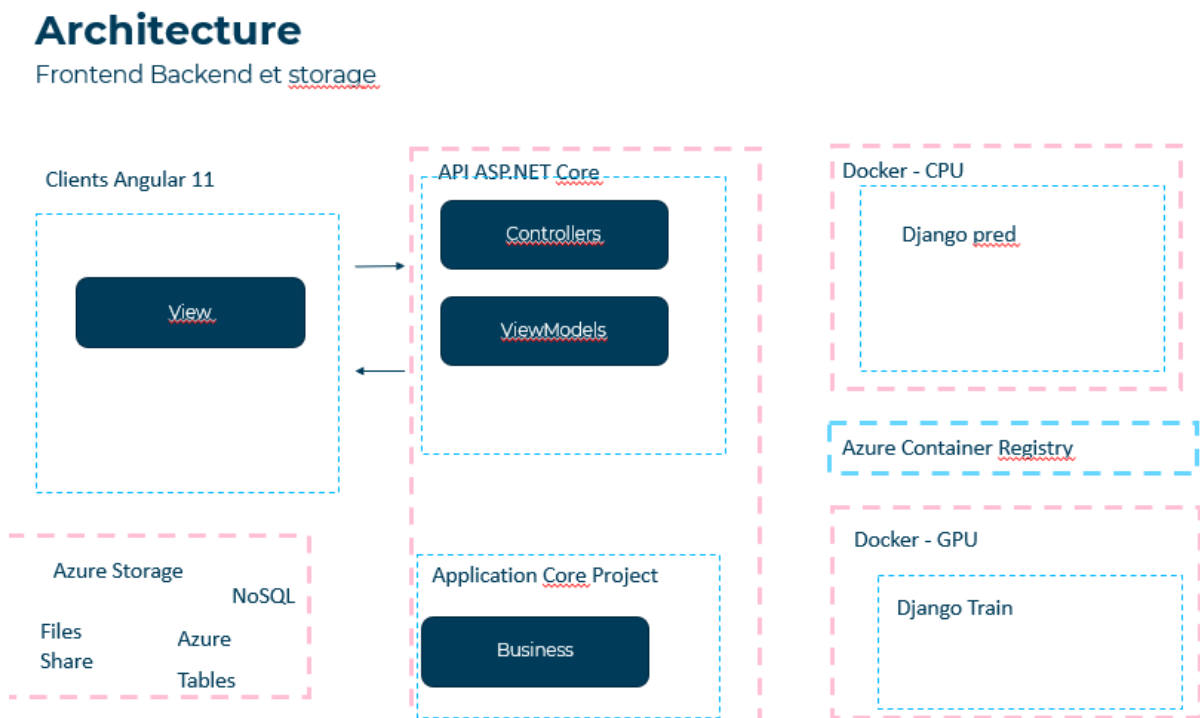 Architecture
Frontend Backend et storage
Clients Angular 11
View
API ASP.NET Core
Controllers
ViewModels
Docker - CPU
Django pred
Azure Container Registry
Azure Storage
NoSQL
Files
Share
Azure
Tables
Application Core Project
Business
Docker - GPU
Django Train